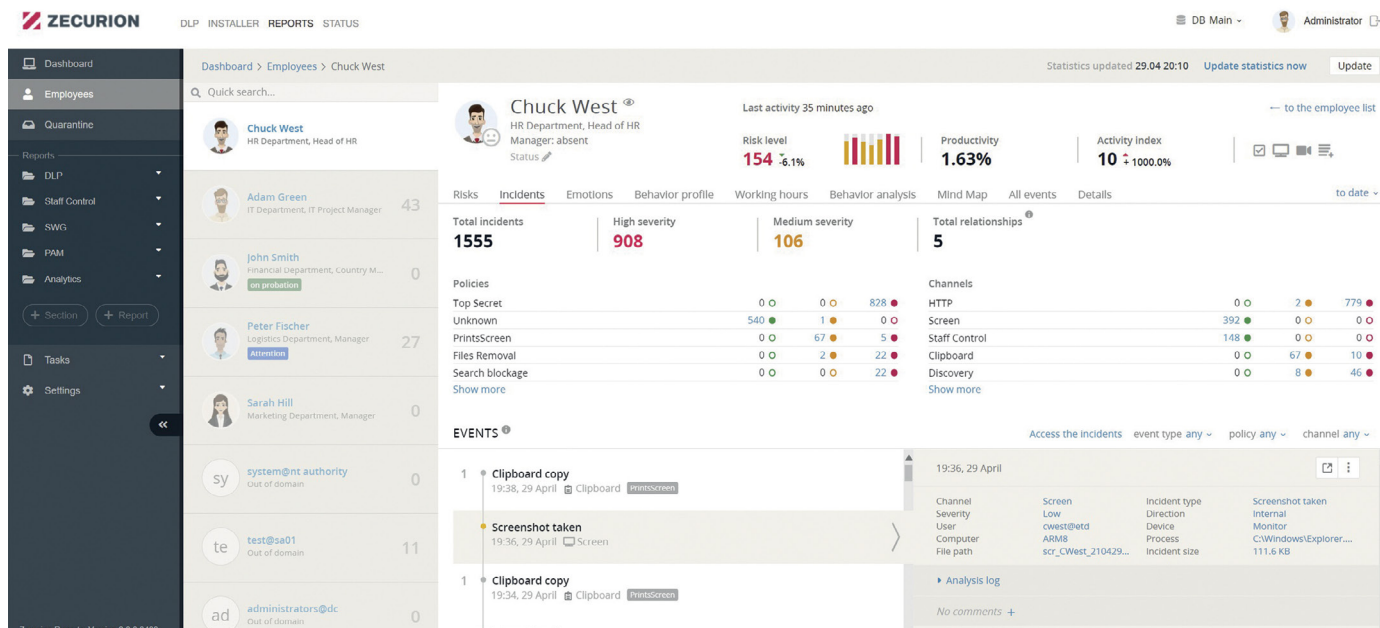 ZECURION
DLP INSTALLER REPORTS STATUS
DB Main
Administrator
Dashboard
Employees
Quarantine
Reports
DLP
Staff Control
SWG
PAM
Analytics
+ Section + Report
Tasks
Settings
Dashboard > Employees > Chuck West
Statistics updated 29.04 20:10 Update statistics now Update
Quick search...
Chuck West
HR Department, Head of HR
Adam Green
IT Department, IT Project Manager
43
John Smith
Financial Department, Country M...
on probation
0
Peter Fischer
Logistics Department, Manager
Attention
27
Sarah Hill
Marketing Department, Manager
0
sy
system@nt authority
Out of domain
0
te
test@sa01
Out of domain
11
ad
administrators@dc
Out of domain
0
Chuck West
HR Department, Head of HR
Manager: absent
Status
Last activity 35 minutes ago
← to the employee list
Risk level
154 -6.1%
Productivity
1.63%
Activity index
10 + 1000.0%
Risks Incidents Emotions Behavior profile Working hours Behavior analysis Mind Map All events Details
to date
Total incidents
1555
High severity
908
Medium severity
106
Total relationships
5
Policies
Top Secret 0 0 828
Unknown 540 1 0
PrintsScreen 0 67 5
Files Removal 0 2 22
Search blockage 0 0 22
Show more
Channels
HTTP 0 2 779
Screen 392 0 0
Staff Control 148 0 0
Clipboard 0 67 10
Discovery 0 8 46
Show more
EVENTS
Access the incidents event type any policy any channel any
1 Clipboard copy
19:38, 29 April Clipboard PrintsScreen
Screenshot taken
19:36, 29 April Screen
1 Clipboard copy
19:34, 29 April Clipboard PrintsScreen
19:36, 29 April
Channel Screen Incident type Screenshot taken
Severity Low Direction Internal
User cwest@etd Device Monitor
Computer ARM8 Process C:\Windows\Explorer....
File path scr_CWest_210429... Incident size 111.6 KB
Analysis log
No comments +